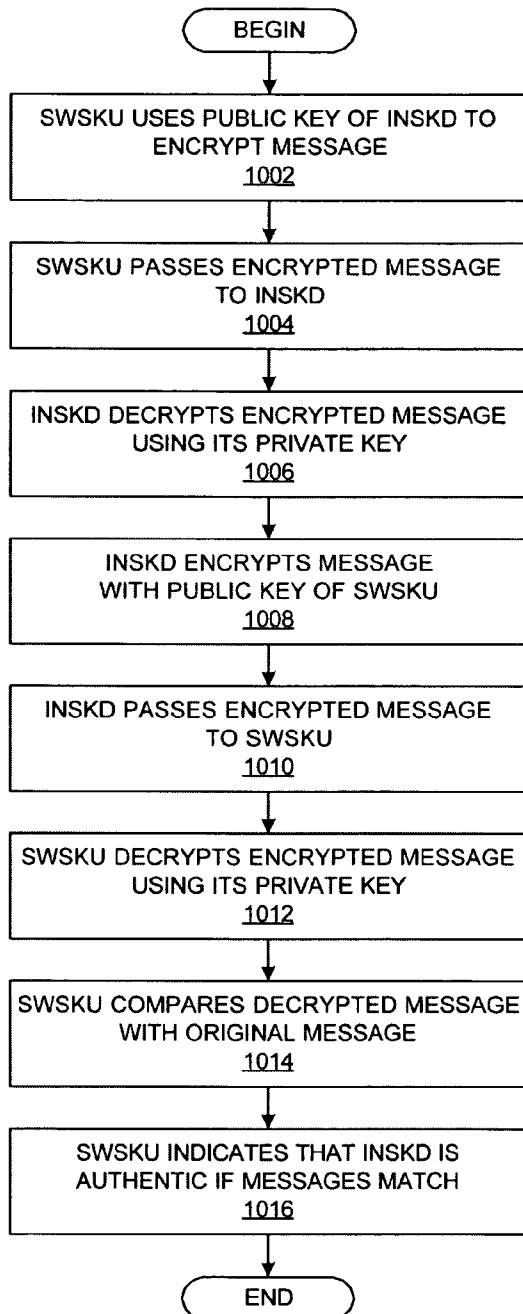 BEGIN
SWSKU USES PUBLIC KEY OF INSKD TO
ENCRYPT MESSAGE
1002
SWSKU PASSES ENCRYPTED MESSAGE
TO INSKD
1004
INSKD DECRYPTS ENCRYPTED MESSAGE
USING ITS PRIVATE KEY
1006
INSKD ENCRYPTS MESSAGE
WITH PUBLIC KEY OF SWSKU
1008
INSKD PASSES ENCRYPTED MESSAGE
TO SWSKU
1010
SWSKU DECRYPTS ENCRYPTED MESSAGE
USING ITS PRIVATE KEY
1012
SWSKU COMPARES DECRYPTED MESSAGE
WITH ORIGINAL MESSAGE
1014
SWSKU INDICATES THAT INSKD IS
AUTHENTIC IF MESSAGES MATCH
1016
END